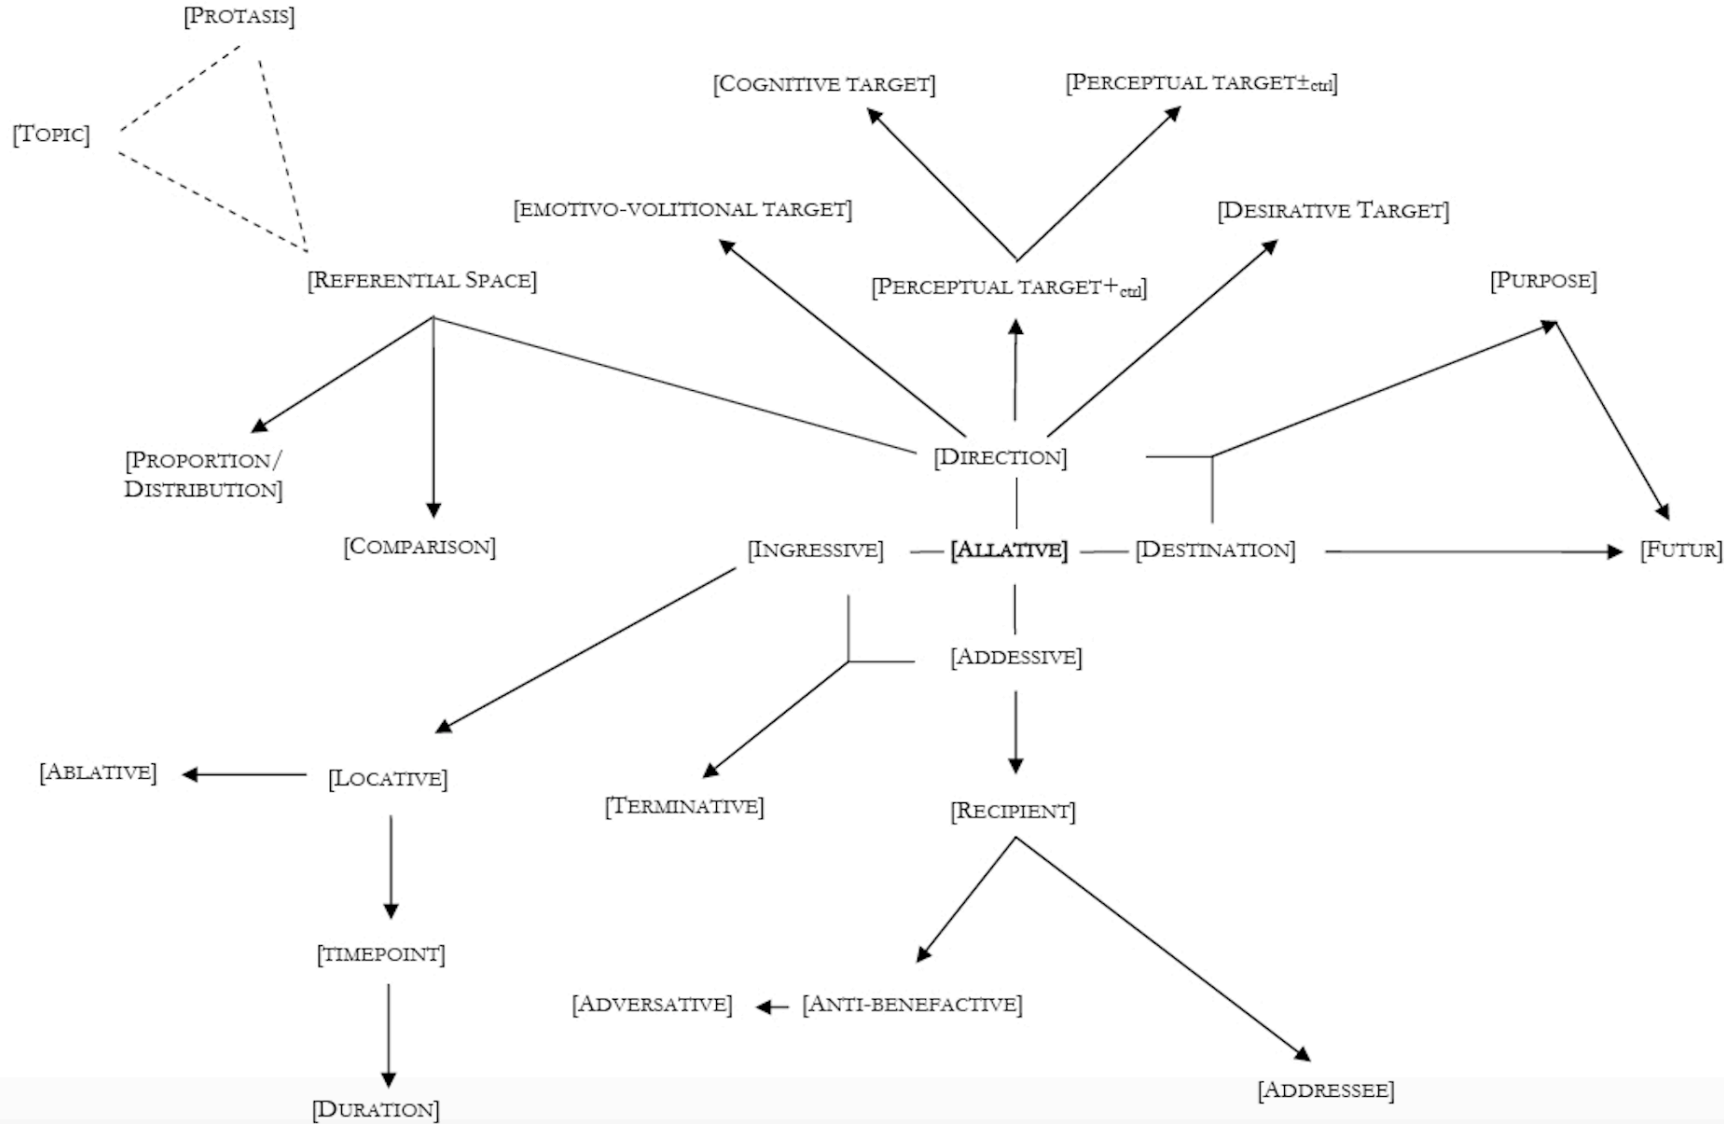 [PROTASIS]
[COGNITIVE TARGET]
[PERCEPTUAL TARGET±ctrl]
[TOPIC]
[EMOTIVO-VOLITIONAL TARGET]
[DESIRATIVE TARGET]
[REFERENTIAL SPACE]
[PERCEPTUAL TARGET+ctrl]
[PURPOSE]
[PROPORTION/
DISTRIBUTION]
[DIRECTION]
[COMPARISON]
[INGRESSIVE]
[ALLATIVE]
[DESTINATION]
[FUTUR]
[ADDESSIVE]
[ABLATIVE]
[LOCATIVE]
[TERMINATIVE]
[RECIPIENT]
[TIMEPOINT]
[ADVERSATIVE]
[ANTI-BENEFACTIVE]
[ADDRESSEE]
[DURATION]